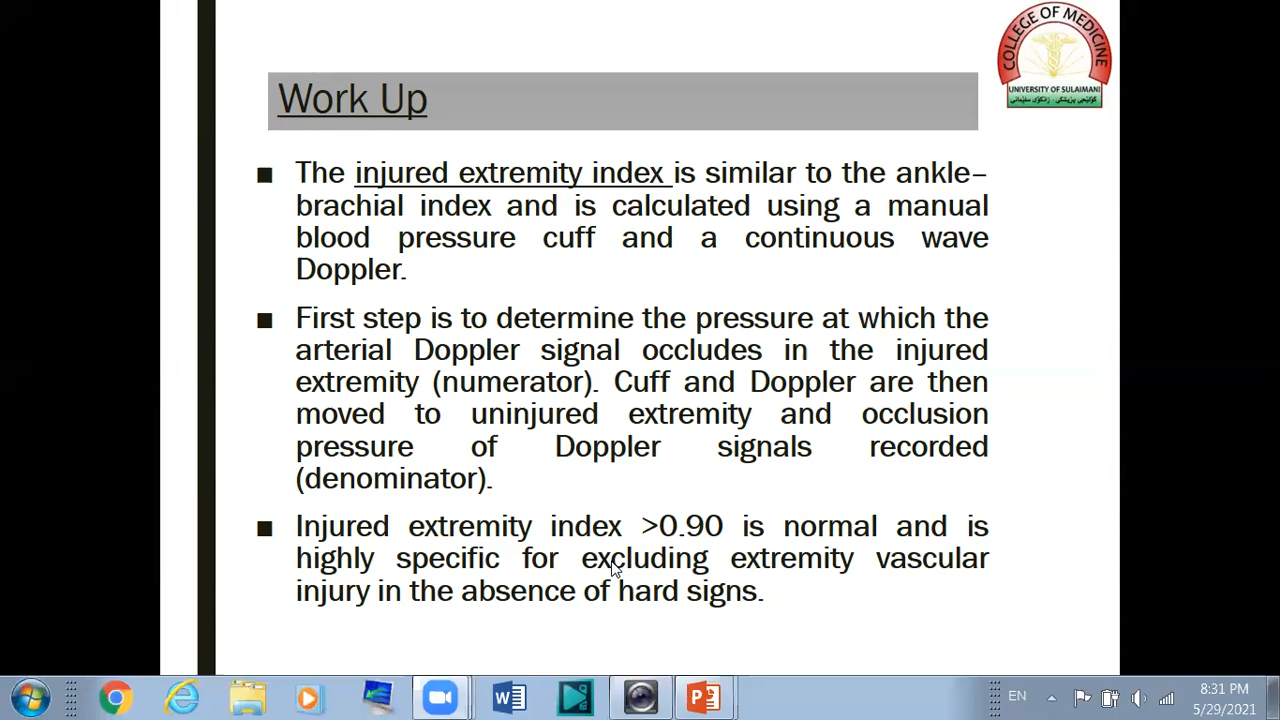 COLLEGE OF MEDICINE
UNIVERSITY OF SULAIMANI
كۆلێجی پزیشکی - زانکۆی سلێمانی
Work Up
The injured extremity index is similar to the ankle–
brachial index and is calculated using a manual
blood pressure cuff and a continuous wave
Doppler.
First step is to determine the pressure at which the
arterial Doppler signal occludes in the injured
extremity (numerator). Cuff and Doppler are then
moved to uninjured extremity and occlusion
pressure of Doppler signals recorded
(denominator).
Injured extremity index >0.90 is normal and is
highly specific for excluding extremity vascular
injury in the absence of hard signs.
EN
8:31 PM
5/29/2021